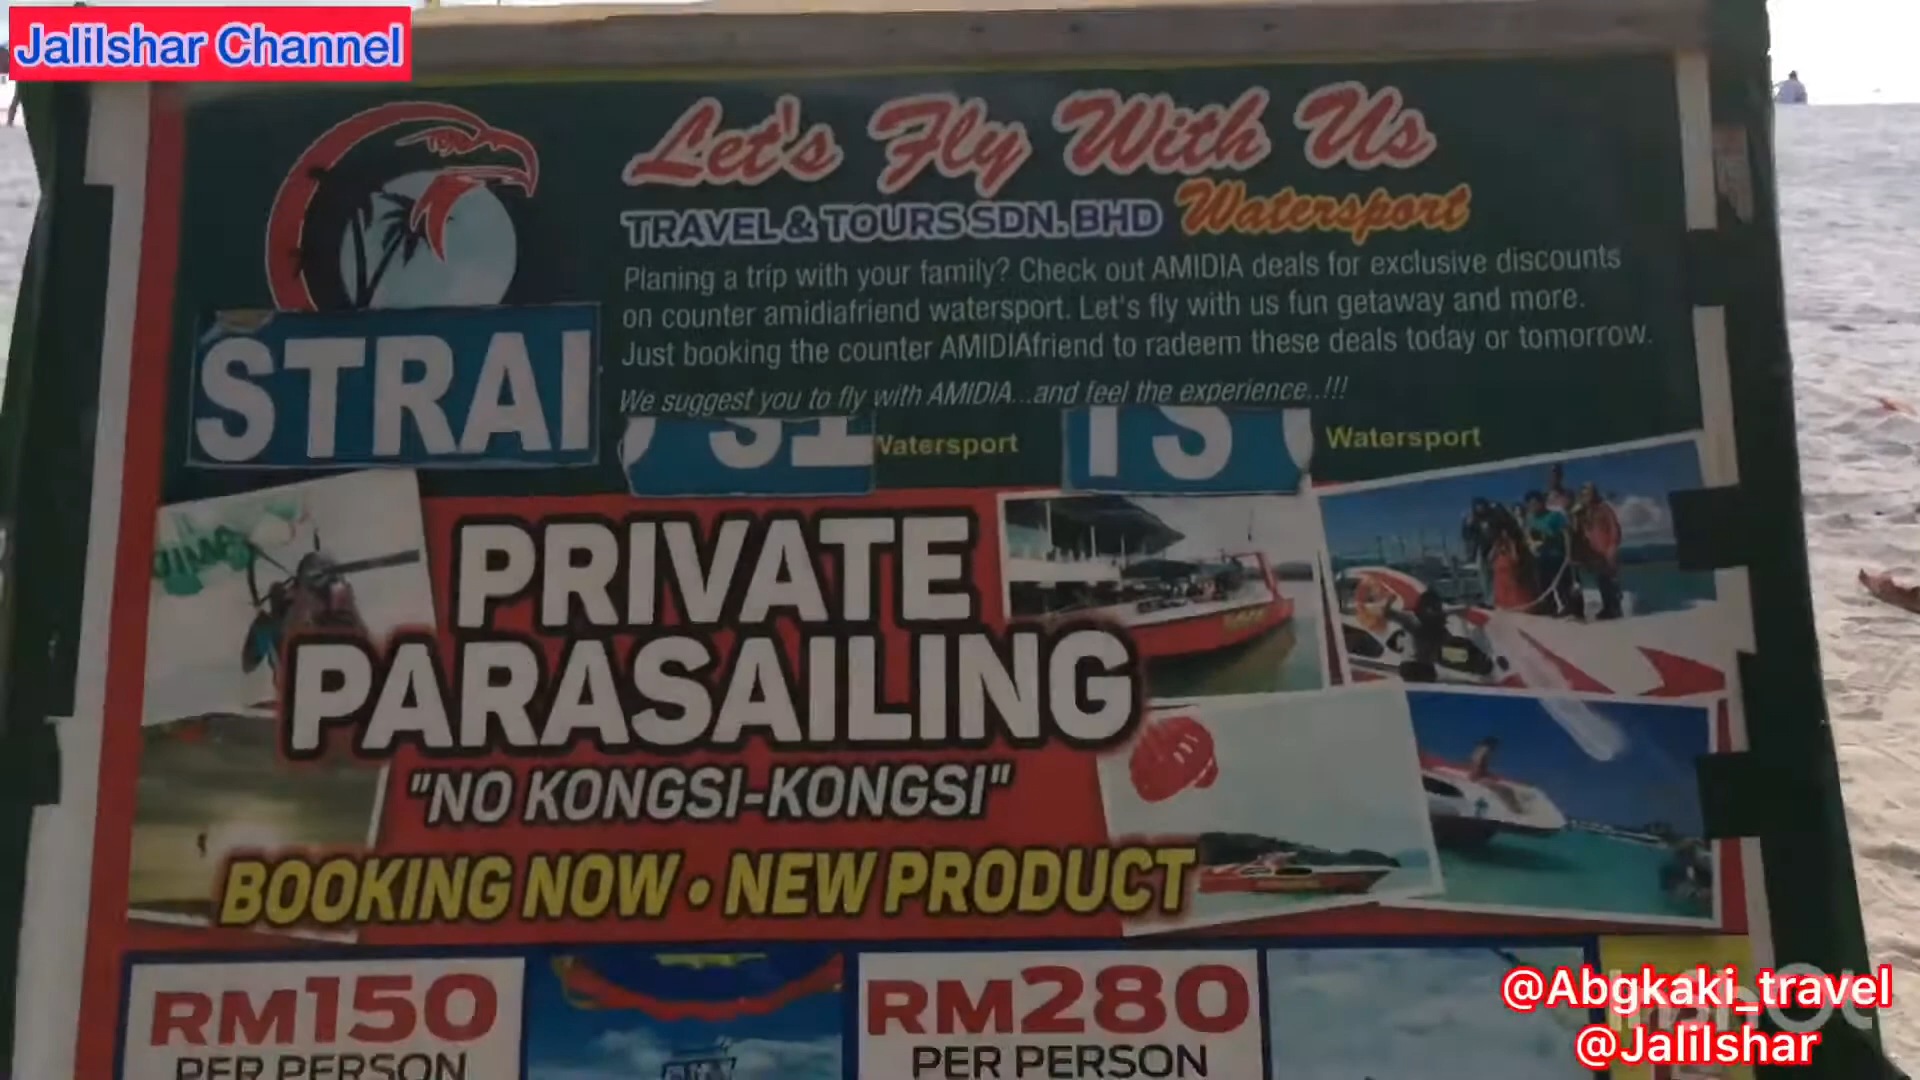 Jalilshar Channel
Let's Fly With Us
TRAVEL & TOURS SDN. BHD Watersport
Planing a trip with your family? Check out AMIDIA deals for exclusive discounts
on counter amidiafriend watersport. Let's fly with us fun getaway and more.
Just booking the counter AMIDIAfriend to radeem these deals today or tomorrow.
We suggest you to fly with AMIDIA...and feel the experience..!!!
STRAI
Watersport
Watersport
PRIVATE
PARASAILING
"NO KONGSI-KONGSI"
BOOKING NOW • NEW PRODUCT
RM150
PER PERSON
RM280
PER PERSON
@Abgkaki_travel
@Jalilshar